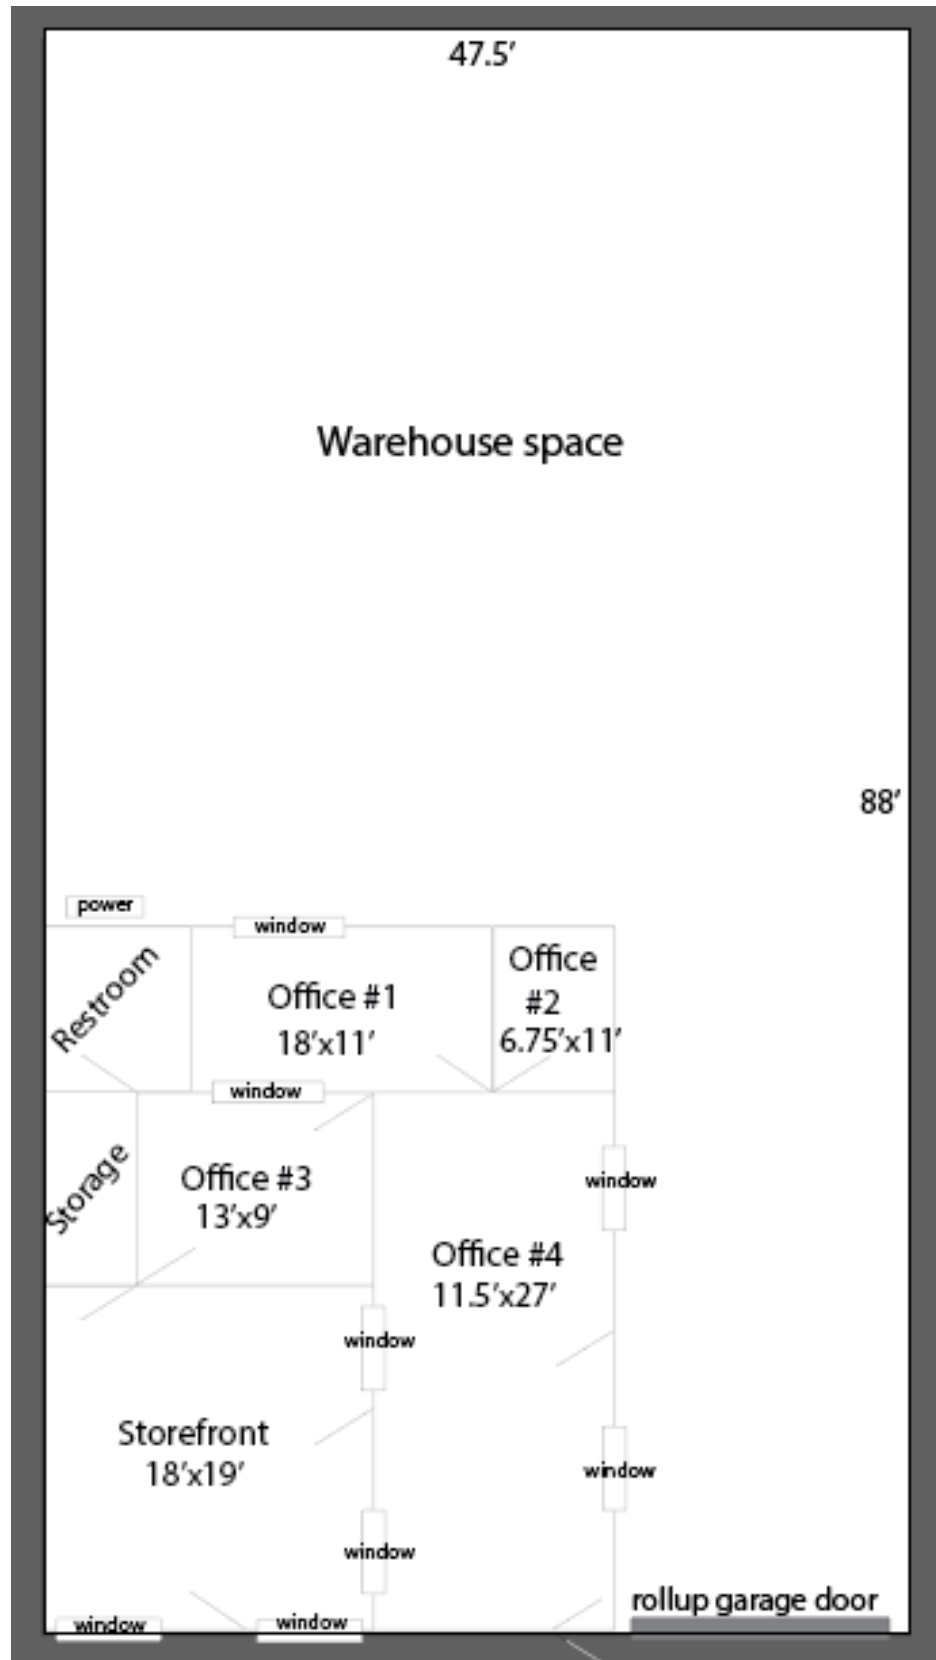 47.5’
Warehouse space
88’
power
window
Restroom
Office #1
18’x11’
Office
#2
6.75’x11’
window
Storage
Office #3
13’x9’
window
Office #4
11.5’x27’
window
Storefront
18’x19’
window
window
rollup garage door
window
window